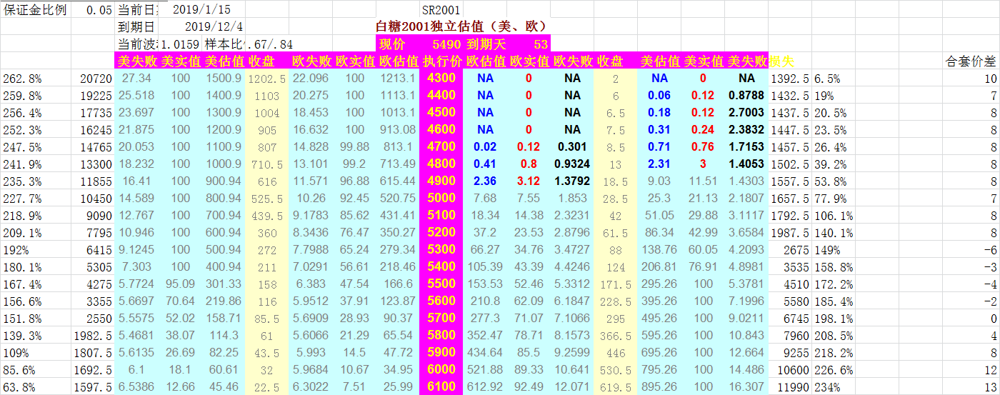 保证金比例 0.05 当前日 2019/1/15 SR2001
到期日 2019/12/4 白糖2001独立估值（美、欧）
当前波 1.0159 样本比 .67/.84 现价 5490 到期天 53
美失败 美实值 美估值 收盘 欧失败 欧实值 欧估值 执行价 欧估值 欧实值 欧失败 收盘 美估值 美实值 美失败 损失 合套价差
262.8% 20720 27.34 100 1500.9 1202.5 22.096 100 1213.1 4300 NA 0 NA 2 NA 0 NA 1392.5 6.5% 10
259.8% 19225 25.518 100 1400.9 1103 20.275 100 1113.1 4400 NA 0 NA 6 0.06 0.12 0.8788 1432.5 19% 7
256.4% 17735 23.697 100 1300.9 1004 18.453 100 1013.1 4500 NA 0 NA 6.5 0.18 0.12 2.7003 1437.5 20.5% 8
252.3% 16245 21.875 100 1200.9 905 16.632 100 913.08 4600 NA 0 NA 7.5 0.31 0.24 2.3832 1447.5 23.5% 8
247.5% 14765 20.053 100 1100.9 807 14.828 99.88 813.1 4700 0.02 0.12 0.301 8.5 0.71 0.76 1.7153 1457.5 26.4% 8
241.9% 13300 18.232 100 1000.9 710.5 13.101 99.2 713.49 4800 0.41 0.8 0.9324 13 2.31 3 1.4053 1502.5 39.2% 8
235.3% 11855 16.41 100 900.94 616 11.571 96.88 615.44 4900 2.36 3.12 1.3792 18.5 9.03 11.51 1.4303 1557.5 53.8% 8
227.7% 10450 14.589 100 800.94 525.5 10.26 92.45 520.75 5000 7.68 7.55 1.853 28.5 25.3 21.13 2.1807 1657.5 77.9% 7
218.9% 9090 12.767 100 700.94 439.5 9.1783 85.62 431.41 5100 18.34 14.38 2.3231 42 51.05 29.88 3.1117 1792.5 106.1% 8
209.1% 7795 10.946 100 600.94 360 8.3436 76.47 350.27 5200 37.2 23.53 2.8796 61.5 86.34 42.99 3.6584 1987.5 140.1% 8
192% 6415 9.1245 100 500.94 272 7.7988 65.24 279.34 5300 66.27 34.76 3.4727 88 138.76 60.05 4.2093 2675 149% -6
180.1% 5305 7.303 100 400.94 211 7.0291 56.61 218.46 5400 105.39 43.39 4.4246 124 206.81 76.91 4.8981 3535 158.8% -3
167.4% 4275 5.7724 95.09 301.33 158 6.383 47.54 166.6 5500 153.53 52.46 5.3312 171.5 295.26 100 5.3781 4510 172.2% -4
156.6% 3355 5.6697 70.64 219.86 116 5.9512 37.91 123.87 5600 210.8 62.09 6.1847 228.5 395.26 100 7.1996 5580 185.4% -2
151.8% 2550 5.5575 52.02 158.71 85.5 5.6909 28.93 90.37 5700 277.3 71.07 7.1066 295 495.26 100 9.0211 6745 198.1% 0
139.3% 1982.5 5.4681 38.07 114.3 61 5.6066 21.29 65.54 5800 352.47 78.71 8.1573 366.5 595.26 100 10.843 7960 208.5% 4
109% 1807.5 5.6135 26.69 82.25 43.5 5.993 14.5 47.72 5900 434.64 85.5 9.2599 446 695.26 100 12.664 9255 218.2% 8
85.6% 1692.5 6.1 18.1 60.61 32 5.9684 10.67 34.95 6000 521.88 89.33 10.641 530.5 795.26 100 14.486 10600 226.6% 12
63.8% 1597.5 6.5386 12.66 45.46 22.5 6.3022 7.51 25.99 6100 612.92 92.49 12.071 619.5 895.26 100 16.307 11990 234% 13